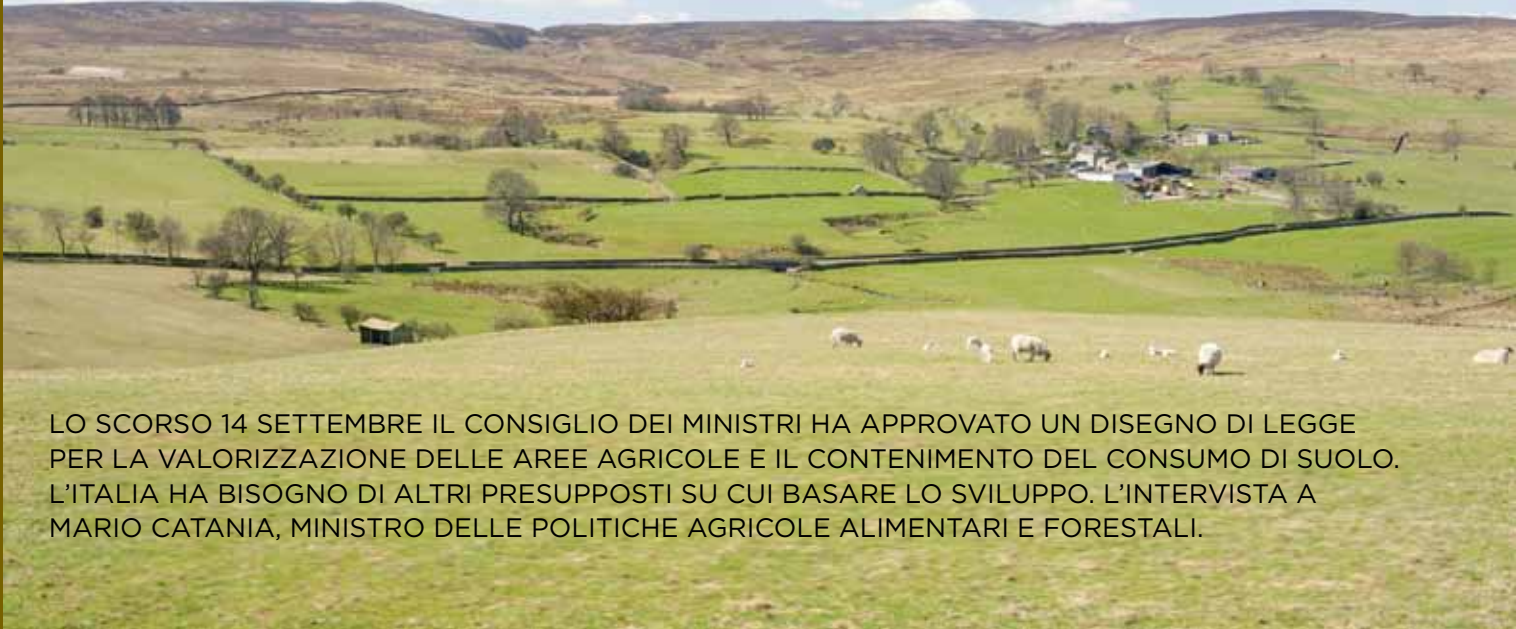 LO SCORSO 14 SETTEMBRE IL CONSIGLIO DEI MINISTRI HA APPROVATO UN DISEGNO DI LEGGE
PER LA VALORIZZAZIONE DELLE AREE AGRICOLE E IL CONTENIMENTO DEL CONSUMO DI SUOLO.
L'ITALIA HA BISOGNO DI ALTRI PRESUPPOSTI SU CUI BASARE LO SVILUPPO. L'INTERVISTA A
MARIO CATANIA, MINISTRO DELLE POLITICHE AGRICOLE ALIMENTARI E FORESTALI.